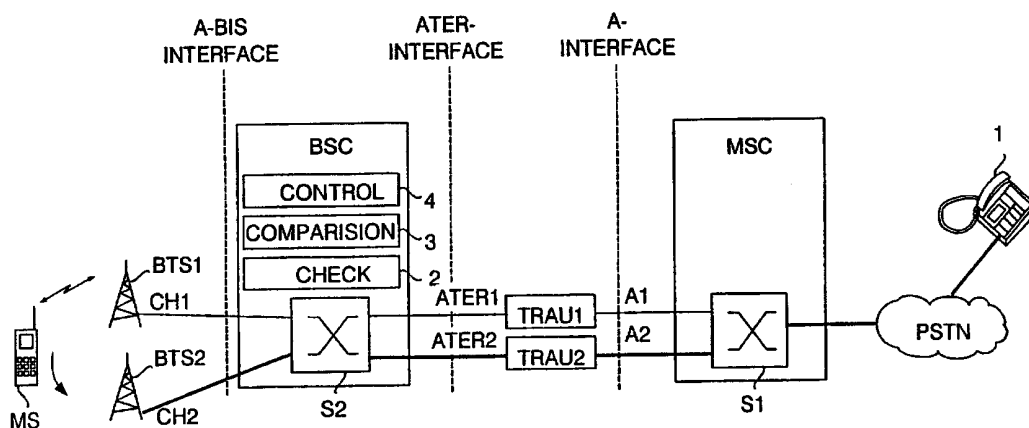 A-BIS
INTERFACE
ATER-
INTERFACE
A-
INTERFACE
BSC
MSC
1
CONTROL
4
COMPARISION
3
CHECK
2
BTS1
CH1
ATER1
TRAU1
A1
ATER2
TRAU2
A2
PSTN
BTS2
CH2
MS
S2
S1